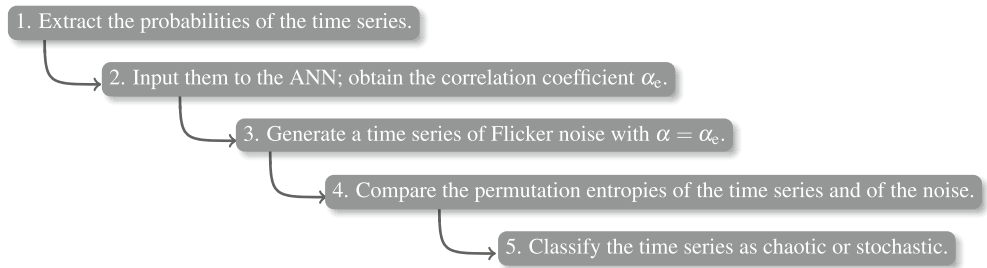 1. Extract the probabilities of the time series.
2. Input them to the ANN; obtain the correlation coefficient αₑ.
3. Generate a time series of Flicker noise with α = αₑ.
4. Compare the permutation entropies of the time series and of the noise.
5. Classify the time series as chaotic or stochastic.